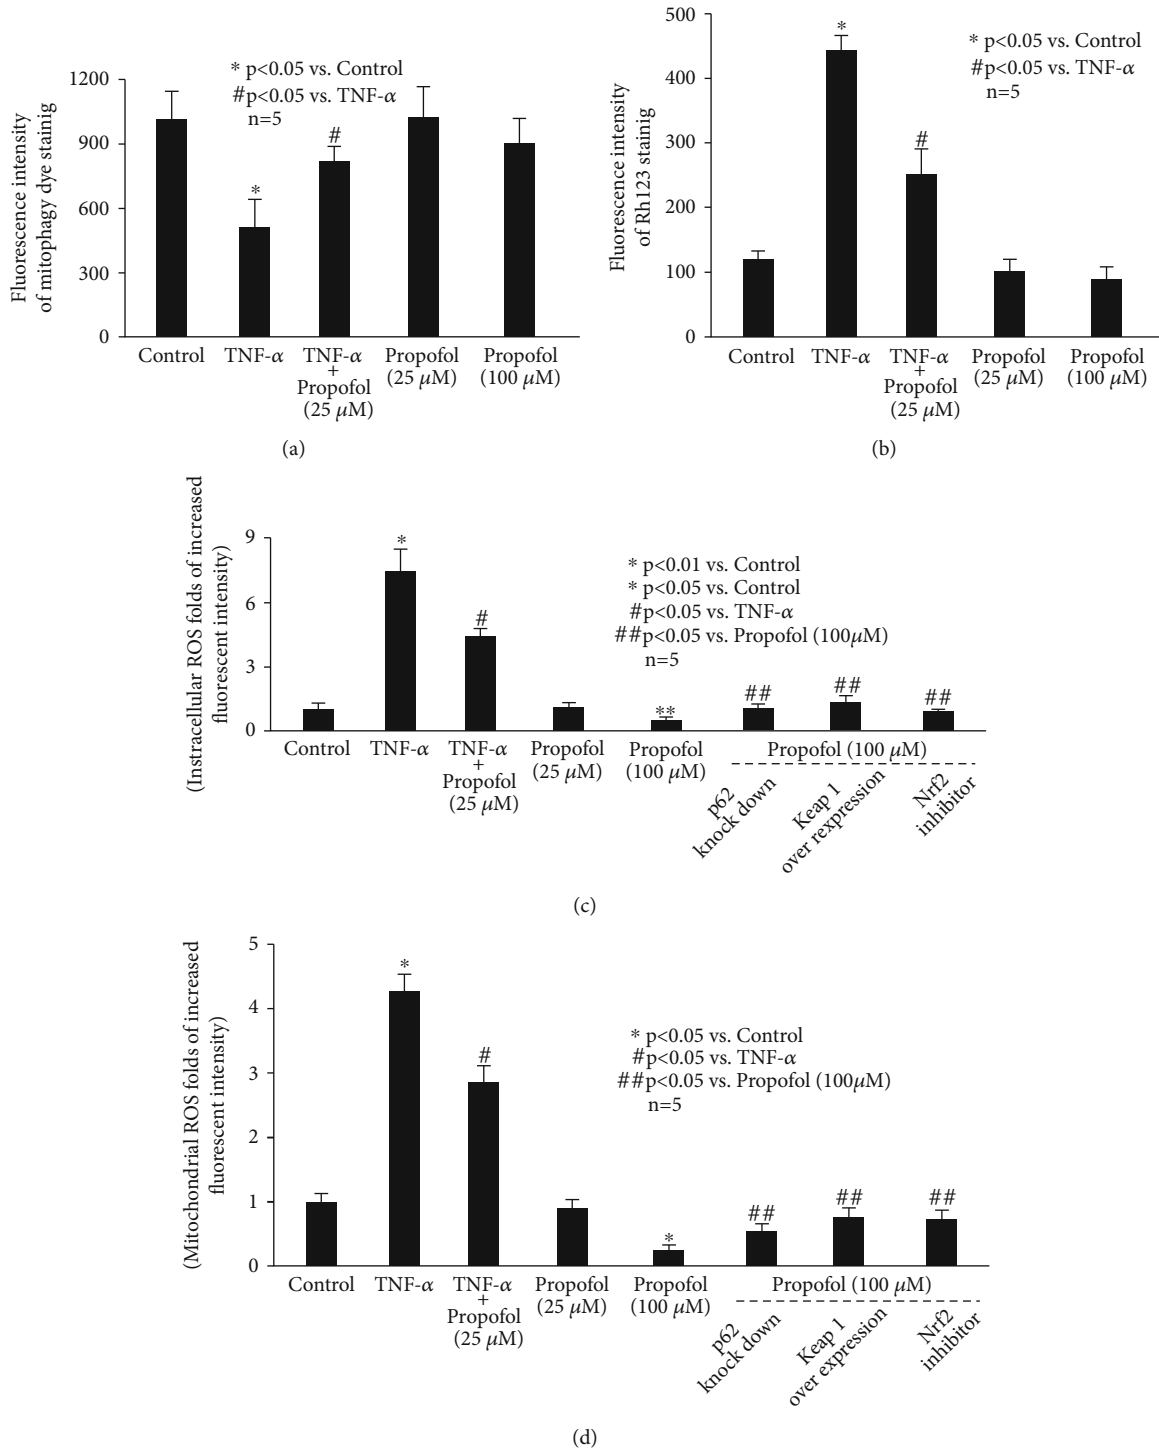 Fluorescence intensity
of mitophagy dye stainig
1200
900
600
300
0
* p<0.05 vs. Control
#p<0.05 vs. TNF-α
n=5
*
#
Control
TNF-α
TNF-α
+
Propofol
(25 μM)
Propofol
(25 μM)
Propofol
(100 μM)
(a)
Fluorescence intensity
of Rh123 stainig
500
400
300
200
100
0
* p<0.05 vs. Control
#p<0.05 vs. TNF-α
n=5
*
#
Control
TNF-α
TNF-α
+
Propofol
(25 μM)
Propofol
(25 μM)
Propofol
(100 μM)
(b)
(Instracellular ROS folds of increased
fluorescent intensity)
9
6
3
0
* p<0.01 vs. Control
* p<0.05 vs. Control
#p<0.05 vs. TNF-α
##p<0.05 vs. Propofol (100μM)
n=5
*
#
**
##
##
##
Control
TNF-α
TNF-α
+
Propofol
(25 μM)
Propofol
(25 μM)
Propofol
(100 μM)
Propofol (100 μM)
p62
knock down
Keap 1
over rexpression
Nrf2
inhibitor
(c)
(Mitochondrial ROS folds of increased
fluorescent intensity)
5
4
3
2
1
0
* p<0.05 vs. Control
#p<0.05 vs. TNF-α
##p<0.05 vs. Propofol (100μM)
n=5
*
#
*
##
##
##
Control
TNF-α
TNF-α
+
Propofol
(25 μM)
Propofol
(25 μM)
Propofol
(100 μM)
Propofol (100 μM)
p62
knock down
Keap 1
over expression
Nrf2
inhibitor
(d)